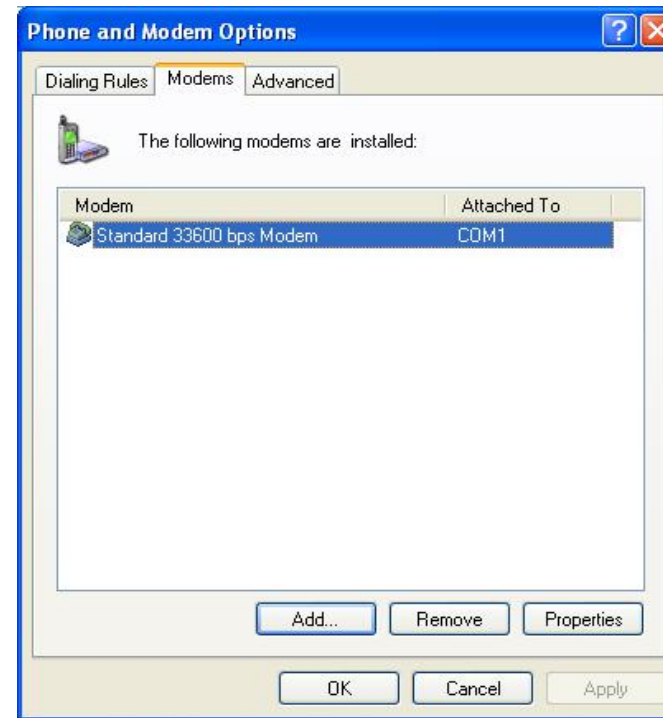 Phone and Modem Options
Dialing Rules Modems Advanced
The following modems are installed:
Modem Attached To
Standard 33600 bps Modem COM1
Add... Remove Properties
OK Cancel Apply